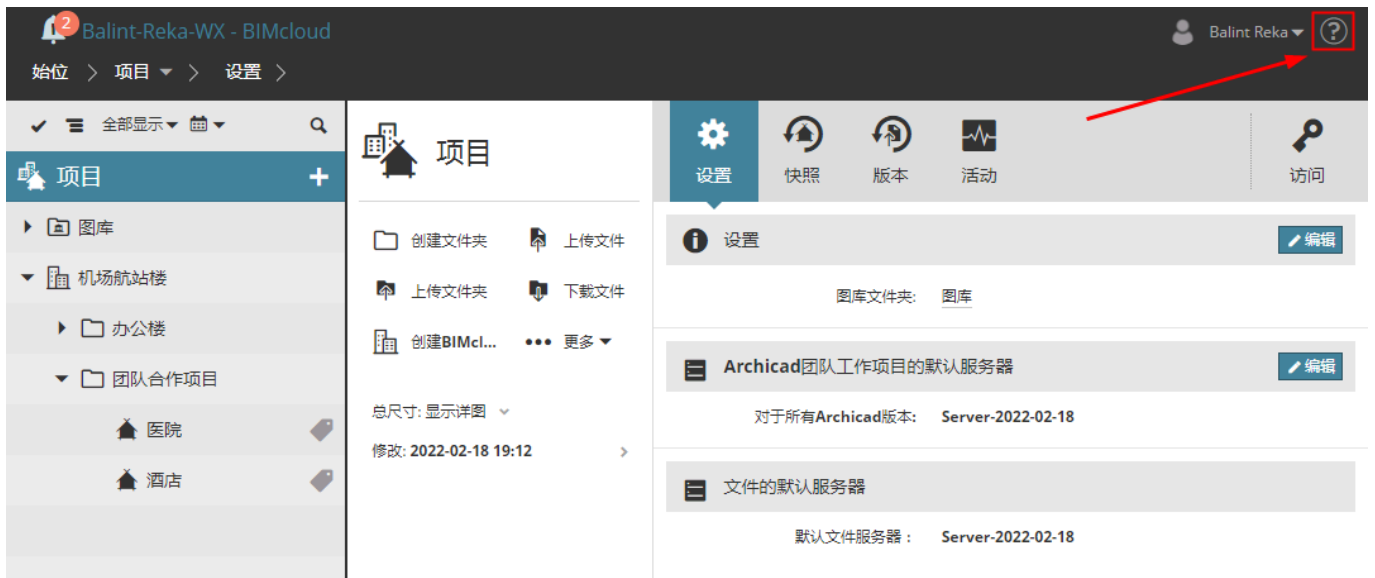 2
Balint-Reka-WX - BIMcloud
Balint Reka
?
始位 > 项目 > 设置 >
全部显示
项目 +
图库
机场航站楼
办公楼
团队合作项目
医院
酒店
项目
创建文件夹 上传文件
上传文件夹 下载文件
创建BIMcl... 更多
总尺寸: 显示详图
修改: 2022-02-18 19:12
设置 快照 版本 活动 访问
设置 编辑
图库文件夹: 图库
Archicad团队工作项目的默认服务器 编辑
对于所有Archicad版本: Server-2022-02-18
文件的默认服务器
默认文件服务器： Server-2022-02-18